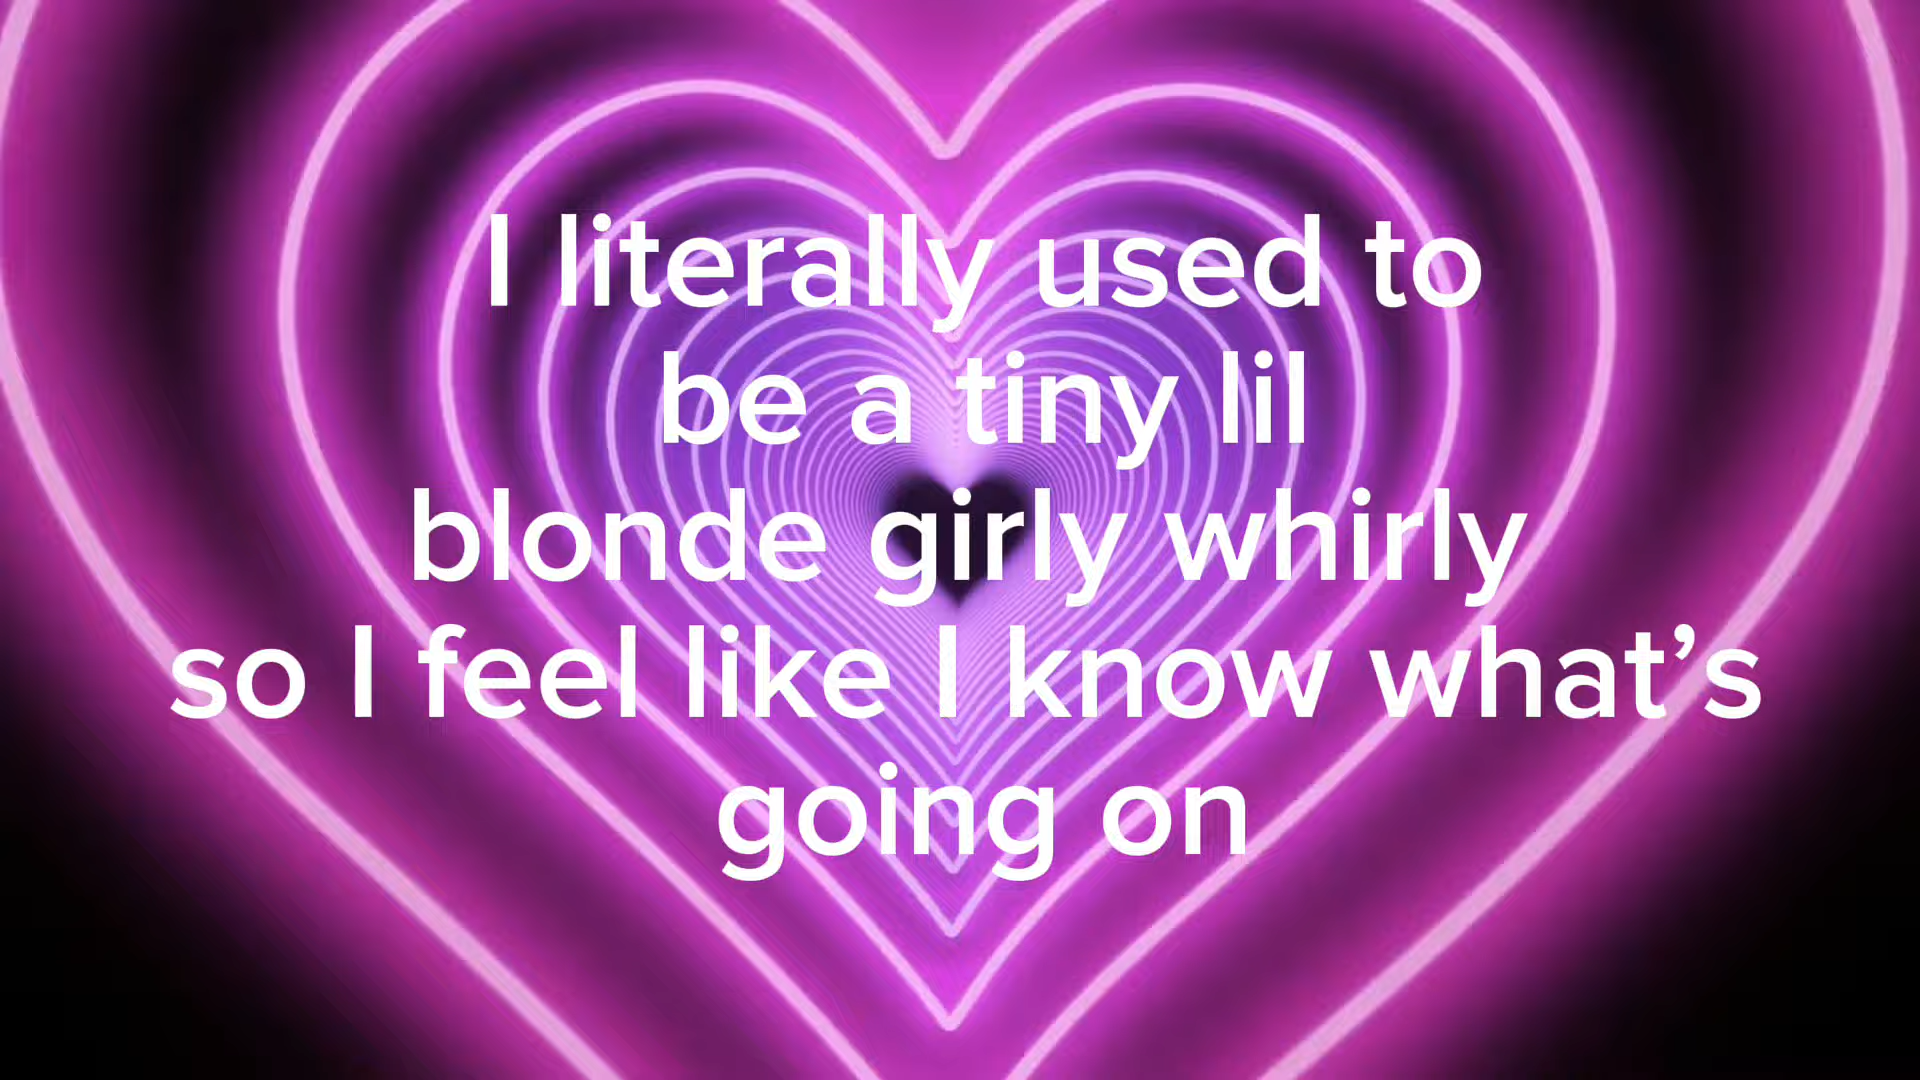 I literally used to
be a tiny lil
blonde girly whirly
so I feel like I know what’s
going on